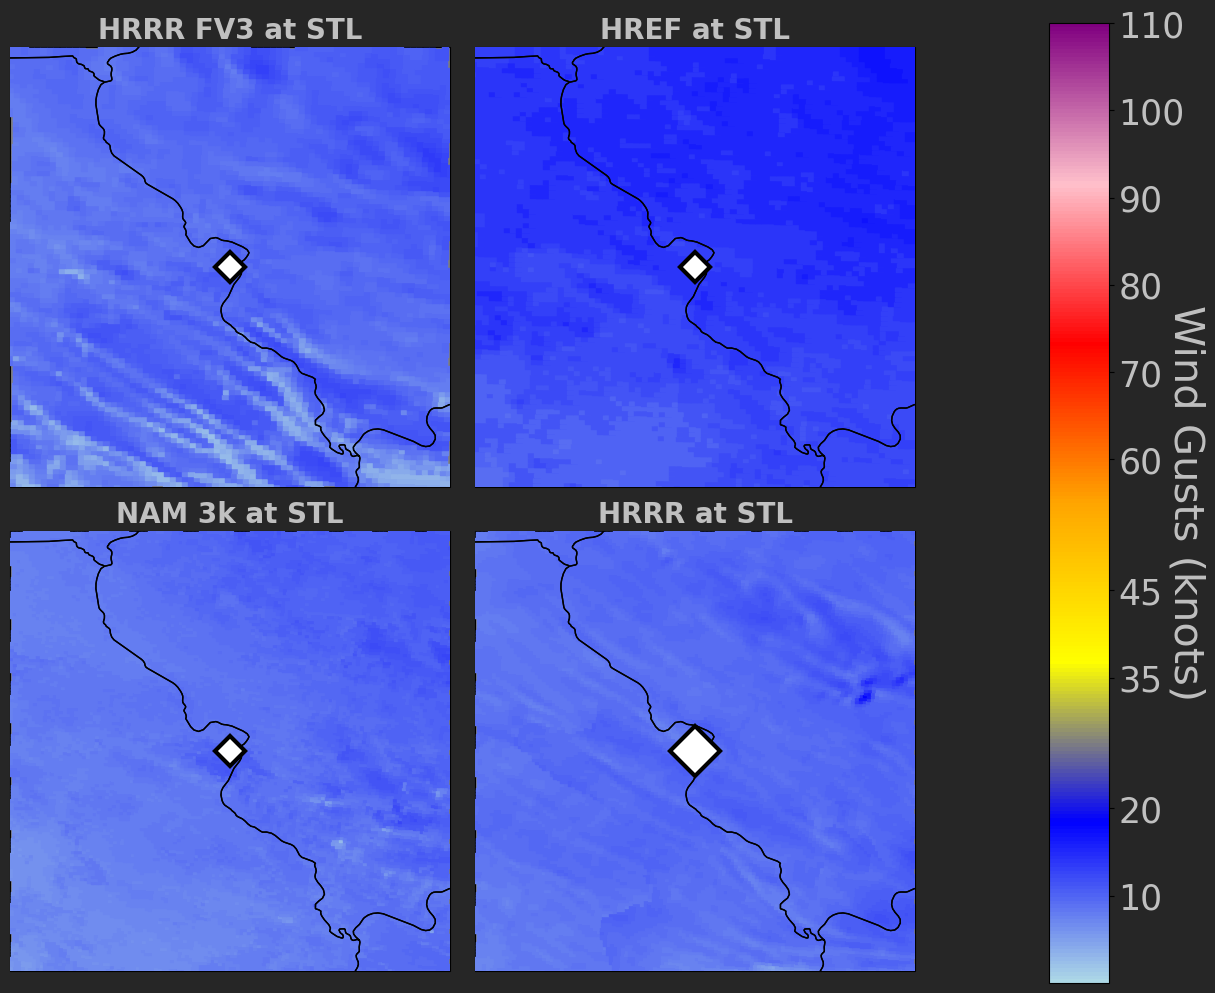 HRRR FV3 at STL
HREF at STL
NAM 3k at STL
HRRR at STL
110
100
90
80
70
60
45
35
20
10
Wind Gusts (knots)